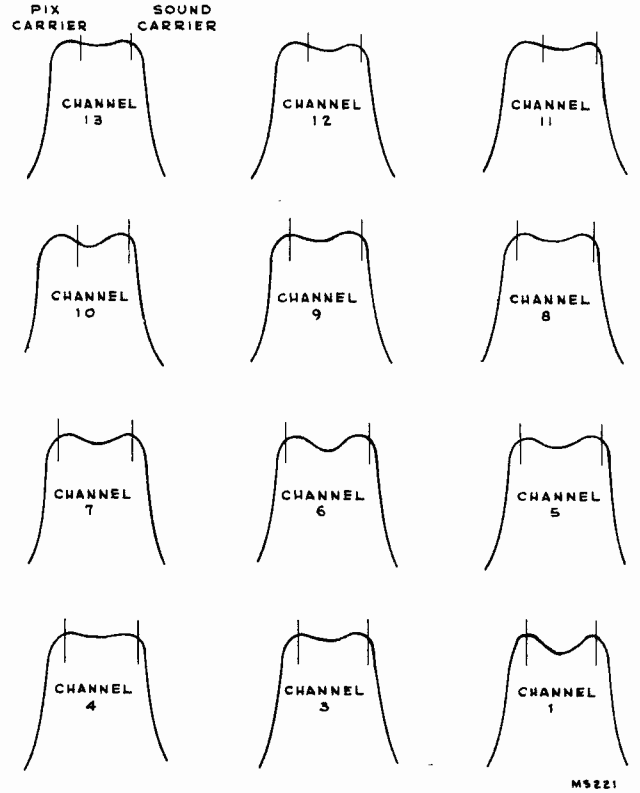 PIX
CARRIER
SOUND
CARRIER
CHANNEL
13
CHANNEL
12
CHANNEL
11
CHANNEL
10
CHANNEL
9
CHANNEL
8
CHANNEL
7
CHANNEL
6
CHANNEL
5
CHANNEL
4
CHANNEL
3
CHANNEL
1
MS221